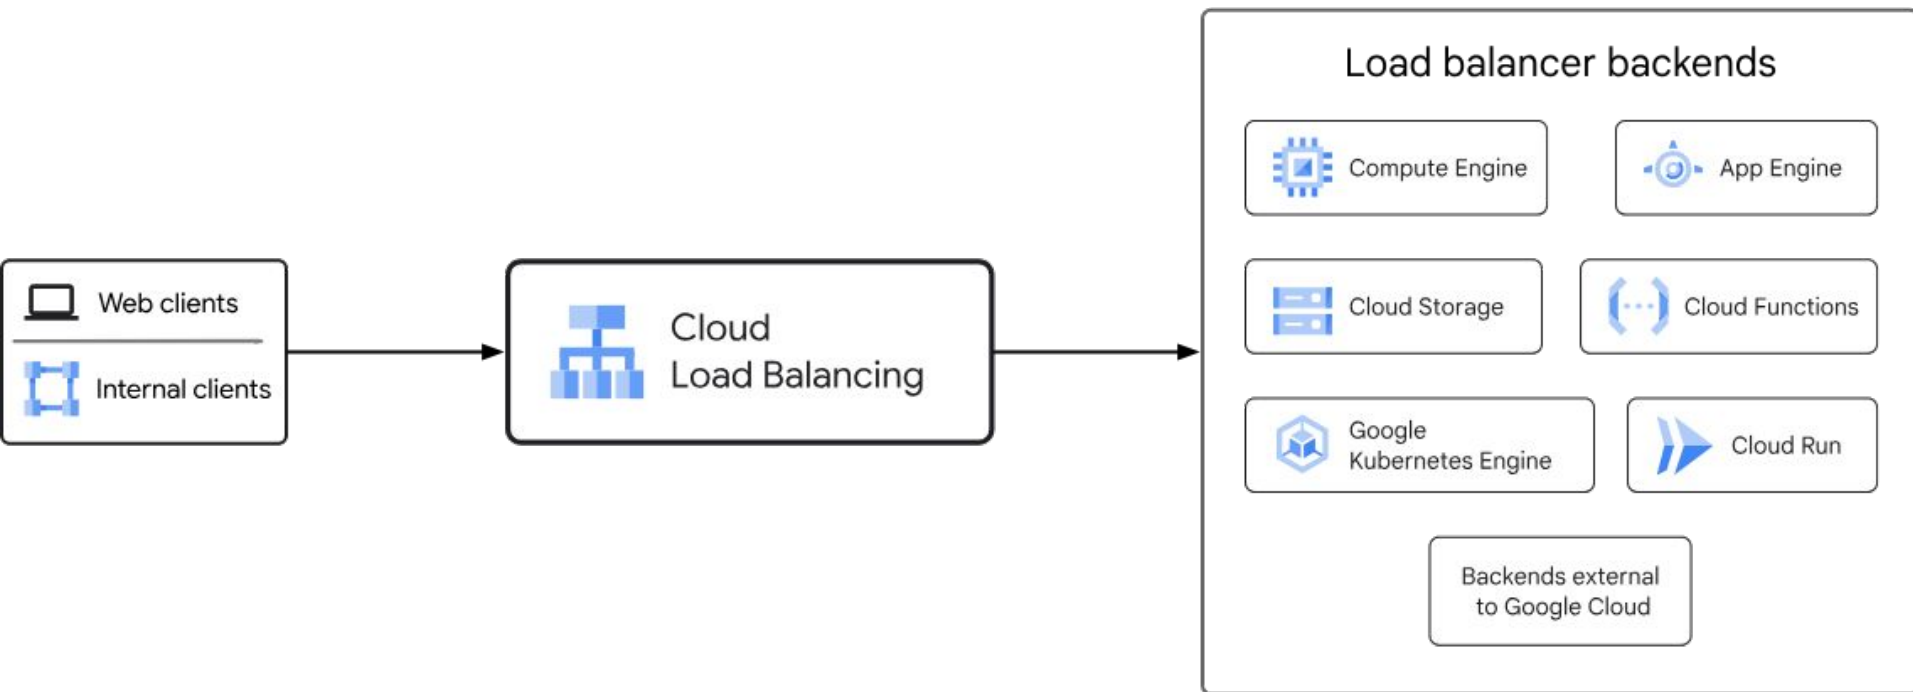 Web clients
Internal clients
Cloud
Load Balancing
Load balancer backends
Compute Engine
App Engine
Cloud Storage
Cloud Functions
Google
Kubernetes Engine
Cloud Run
Backends external
to Google Cloud